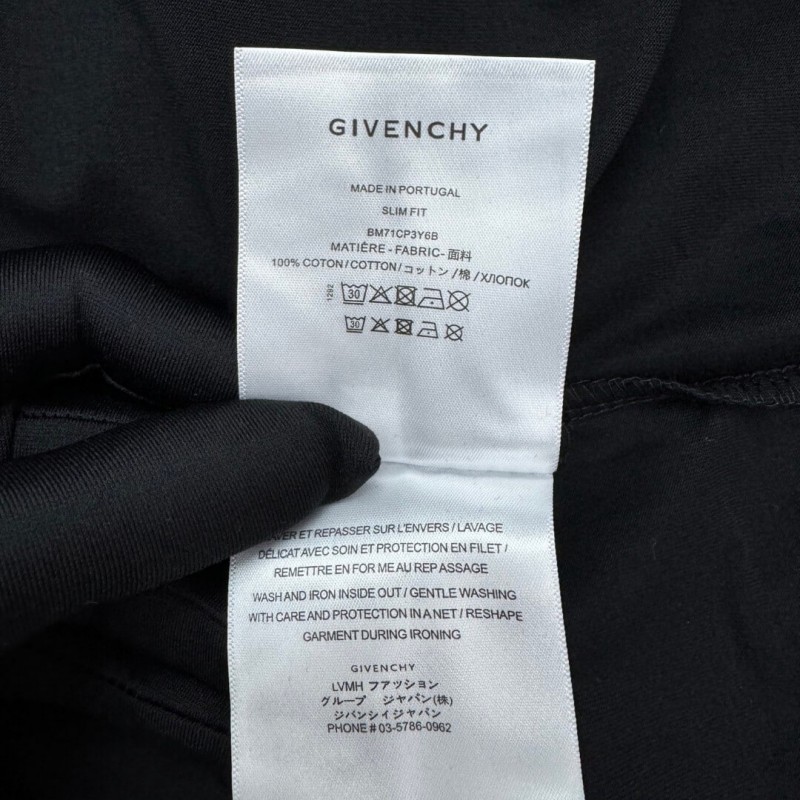 GIVENCHY
MADE IN PORTUGAL
SLIM FIT
BM71CP3Y6B
MATIÈRE - FABRIC- 面料
100% COTON/COTTON/コットン/棉/ХЛОПОК
1292
30
30
ET REPASSER SUR L'ENVERS / LAVAGE
DÉLICAT AVEC SOIN ET PROTECTION EN FILET /
REMETTRE EN FOR ME AU REP ASSAGE
WASH AND IRON INSIDE OUT / GENTLE WASHING
WITH CARE AND PROTECTION IN A NET / RESHAPE
GARMENT DURING IRONING
GIVENCHY
LVMH ファッション
グループ ジャパン(株)
ジバンシイジャパン
PHONE # 03-5786-0962